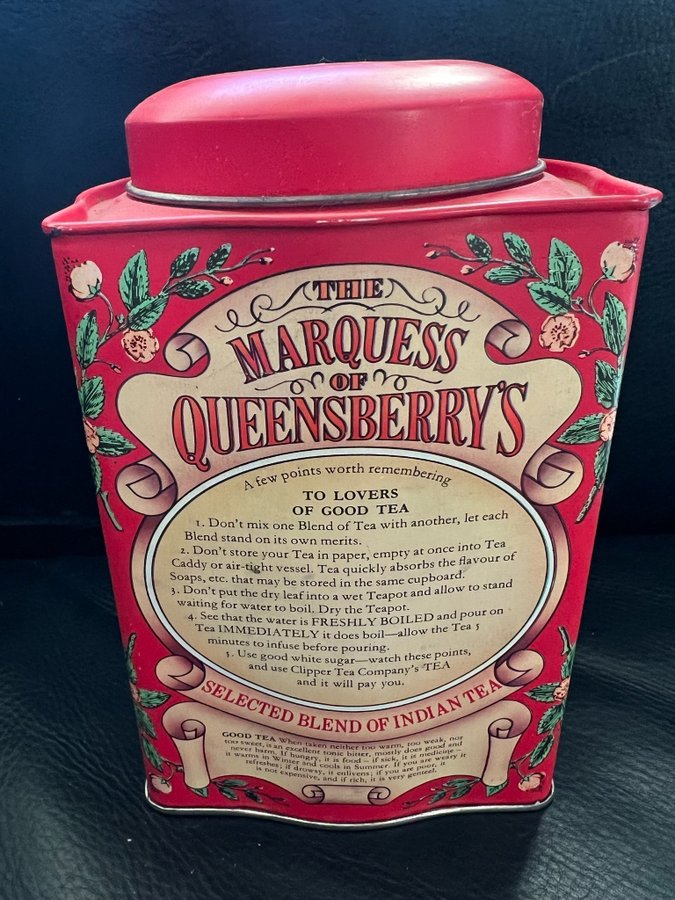 THE
MARQUESS
OF
QUEENSBERRY'S
A few points worth remembering
TO LOVERS
OF GOOD TEA
1. Don't mix one Blend of Tea with another, let each
Blend stand on its own merits.
2. Don't store your Tea in paper, empty at once into Tea
Caddy or air-tight vessel. Tea quickly absorbs the flavour of
Soaps, etc. that may be stored in the same cupboard.
3. Don't put the dry leaf into a wet Teapot and allow to stand
waiting for water to boil. Dry the Teapot.
4. See that the water is FRESHLY BOILED and pour on
Tea IMMEDIATELY it does boil—allow the Tea 5
minutes to infuse before pouring.
5. Use good white sugar—watch these points,
and use Clipper Tea Company's TEA
and it will pay you.
SELECTED BLEND OF INDIAN TEA
GOOD TEA When taken neither too warm, too weak, nor
too sweet, is an excellent tonic bitter, mostly does good and
never harm. If hungry, it is food — if sick, it is medicine —
it warms in Winter and cools in Summer. If you are weary it
refreshes; if drowsy, it enlivens; if you are poor, it
is not expensive, and if rich, it is very genteel.